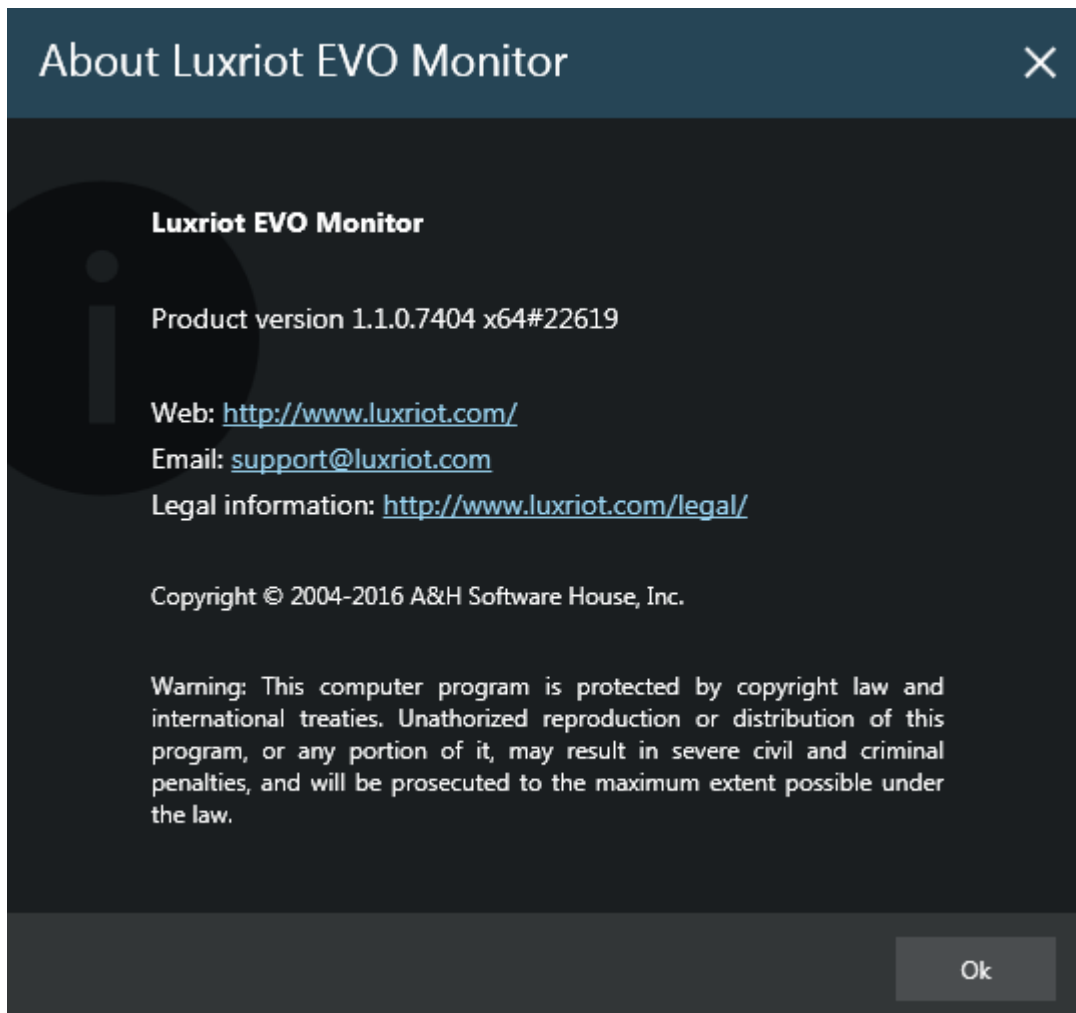 About Luxriot EVO Monitor
Luxriot EVO Monitor
Product version 1.1.0.7404 x64#22619
Web: http://www.luxriot.com/
Email: support@luxriot.com
Legal information: http://www.luxriot.com/legal/
Copyright © 2004-2016 A&H Software House, Inc.
Warning: This computer program is protected by copyright law and
international treaties. Unathorized reproduction or distribution of this
program, or any portion of it, may result in severe civil and criminal
penalties, and will be prosecuted to the maximum extent possible under
the law.
Ok